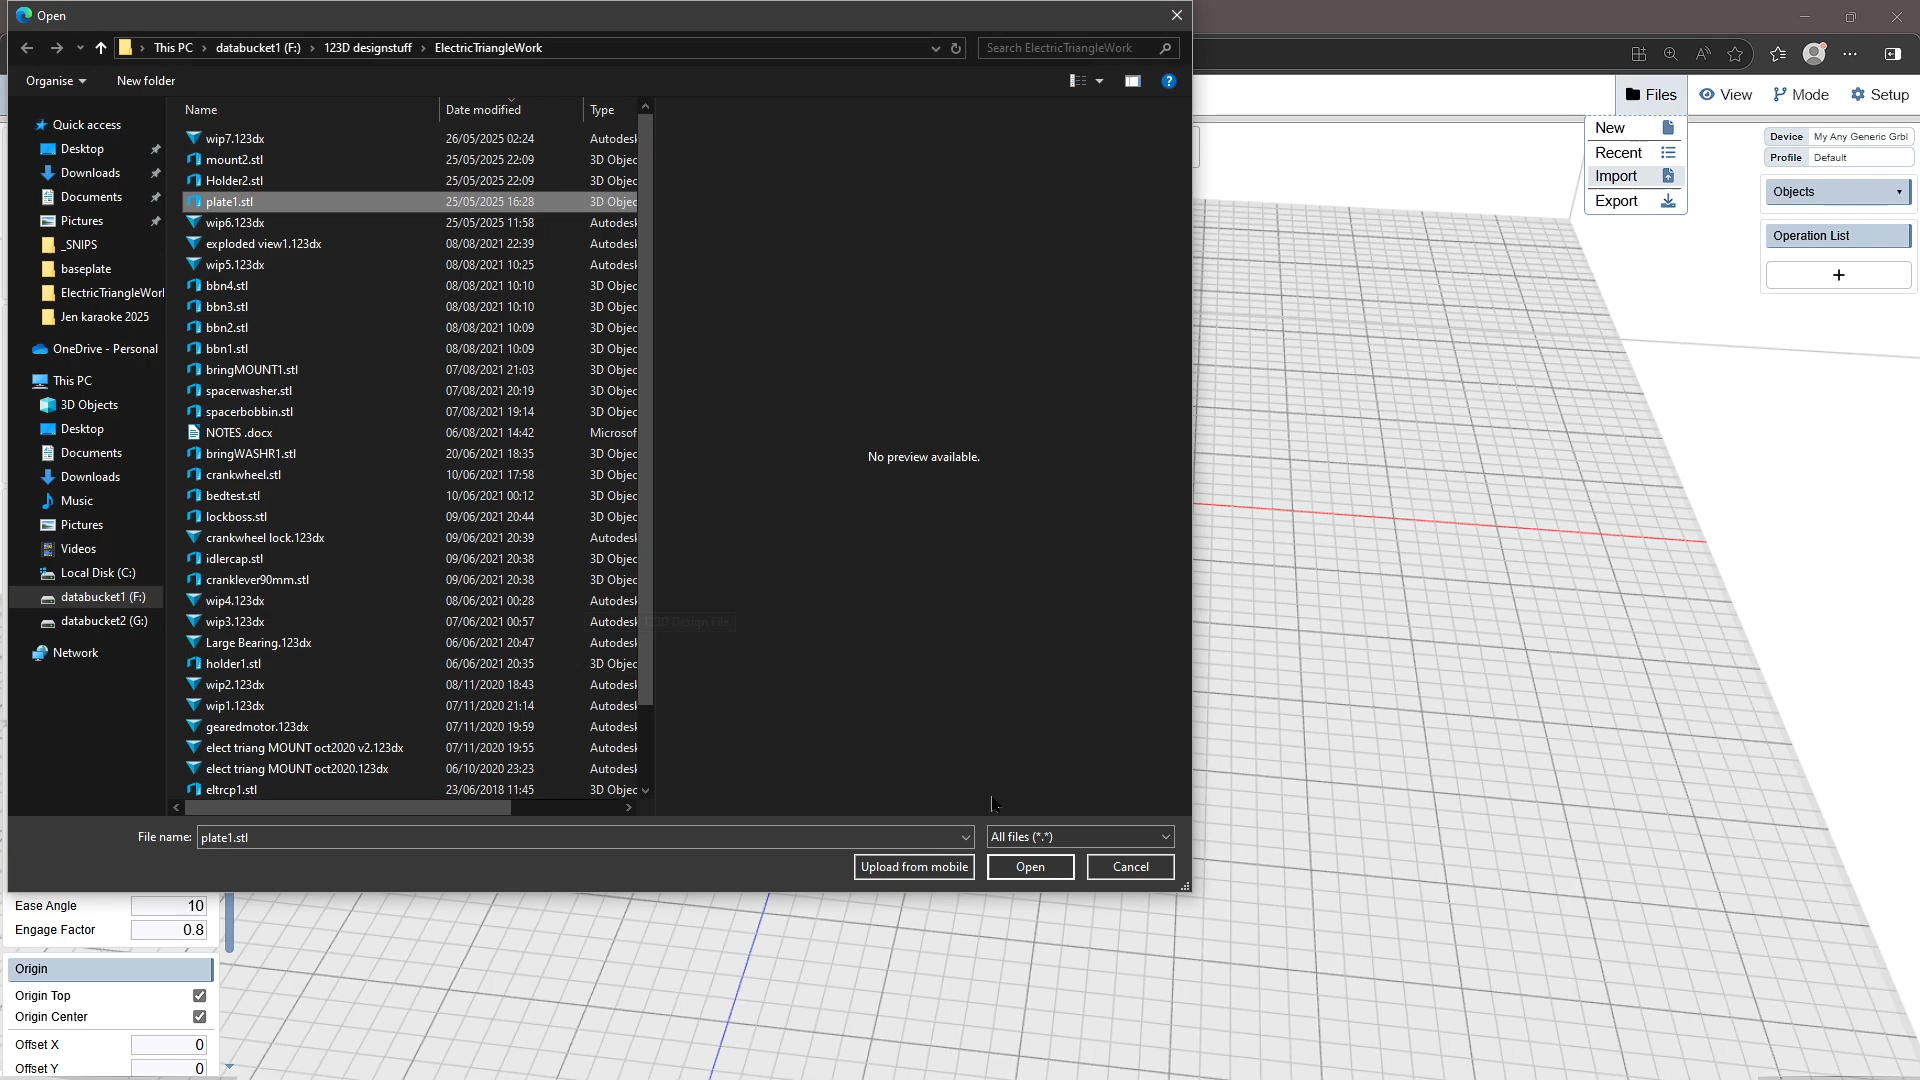 Open
This PC
databucket1 (F:)
123D designstuff
ElectricTriangleWork
Search ElectricTriangleWork
Organise
New folder
Files
View
Mode
Setup
Name
Date modified
Type
New
Recent
Import
Export
Device My Any Generic Grbl
Profile Default
Objects
Operation List
+
Quick access
Desktop
Downloads
Documents
Pictures
_SNIPS
baseplate
ElectricTriangleWorl
Jen karaoke 2025
OneDrive - Personal
This PC
3D Objects
Desktop
Documents
Downloads
Music
Pictures
Videos
Local Disk (C:)
databucket1 (F:)
databucket2 (G:)
Network
wip7.123dx 26/05/2025 02:24 Autodesl
mount2.stl 25/05/2025 22:09 3D Objec
Holder2.stl 25/05/2025 22:09 3D Objec
plate1.stl 25/05/2025 16:28 3D Objec
wip6.123dx 25/05/2025 11:58 Autodesl
exploded view1.123dx 08/08/2021 22:39 Autodesl
wip5.123dx 08/08/2021 10:25 Autodesl
bbn4.stl 08/08/2021 10:10 3D Objec
bbn3.stl 08/08/2021 10:10 3D Objec
bbn2.stl 08/08/2021 10:09 3D Objec
bbn1.stl 08/08/2021 10:09 3D Objec
bringMOUNT1.stl 07/08/2021 21:03 3D Objec
spacerwasher.stl 07/08/2021 20:19 3D Objec
spacerbobbin.stl 07/08/2021 19:14 3D Objec
NOTES .docx 06/08/2021 14:42 Microsof
bringWASHR1.stl 20/06/2021 18:35 3D Objec
crankwheel.stl 10/06/2021 17:58 3D Objec
bedtest.stl 10/06/2021 00:12 3D Objec
lockboss.stl 09/06/2021 20:44 3D Objec
crankwheel lock.123dx 09/06/2021 20:39 Autodesl
idlercap.stl 09/06/2021 20:38 3D Objec
cranklever90mm.stl 09/06/2021 20:38 3D Objec
wip4.123dx 08/06/2021 00:28 Autodesl
wip3.123dx 07/06/2021 00:57 Autodesl
Large Bearing.123dx 06/06/2021 20:47 Autodesl
holder1.stl 06/06/2021 20:35 3D Objec
wip2.123dx 08/11/2020 18:43 Autodesl
wip1.123dx 07/11/2020 21:14 Autodesl
gearedmotor.123dx 07/11/2020 19:59 Autodesl
elect triang MOUNT oct2020 v2.123dx 07/11/2020 19:55 Autodesl
elect triang MOUNT oct2020.123dx 06/10/2020 23:23 Autodesl
eltrcp1.stl 23/06/2018 11:45 3D Objec
No preview available.
File name: plate1.stl
All files (*.*)
Upload from mobile
Open
Cancel
Ease Angle 10
Engage Factor 0.8
Origin
Origin Top
Origin Center
Offset X 0
Offset Y 0